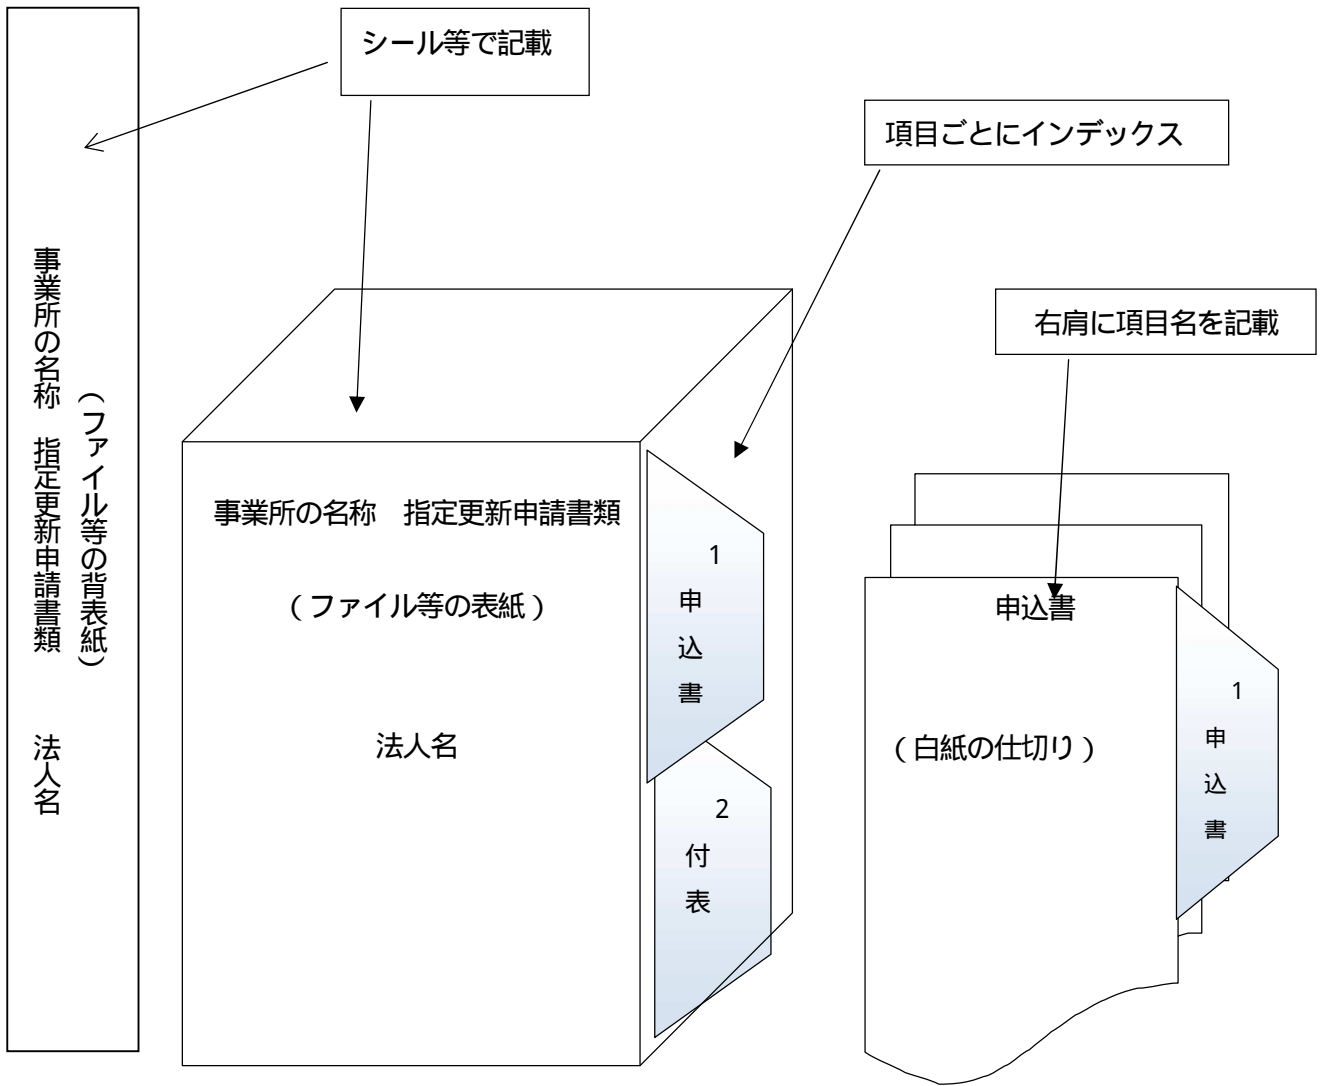 シール等で記載
項目ごとにインデックス
右肩に項目名を記載
(ファイル等の背表紙)
事業所の名称　指定更新申請書類　　　法人名
事業所の名称　指定更新申請書類
（ファイル等の表紙）
法人名
1
申
込
書
2
付
表
申込書
（白紙の仕切り）
1
申
込
書